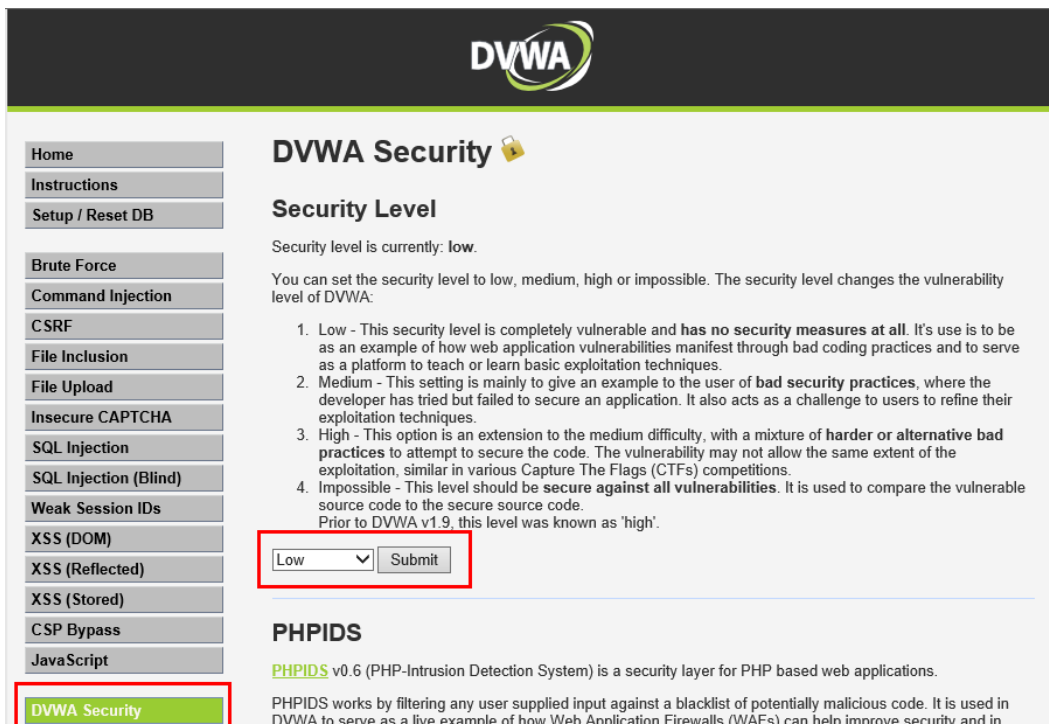 DVWA
Home
Instructions
Setup / Reset DB
Brute Force
Command Injection
CSRF
File Inclusion
File Upload
Insecure CAPTCHA
SQL Injection
SQL Injection (Blind)
Weak Session IDs
XSS (DOM)
XSS (Reflected)
XSS (Stored)
CSP Bypass
JavaScript
DVWA Security
DVWA Security
Security Level
Security level is currently: low.
You can set the security level to low, medium, high or impossible. The security level changes the vulnerability
level of DVWA:
1. Low - This security level is completely vulnerable and has no security measures at all. It's use is to be
as an example of how web application vulnerabilities manifest through bad coding practices and to serve
as a platform to teach or learn basic exploitation techniques.
2. Medium - This setting is mainly to give an example to the user of bad security practices, where the
developer has tried but failed to secure an application. It also acts as a challenge to users to refine their
exploitation techniques.
3. High - This option is an extension to the medium difficulty, with a mixture of harder or alternative bad
practices to attempt to secure the code. The vulnerability may not allow the same extent of the
exploitation, similar in various Capture The Flags (CTFs) competitions.
4. Impossible - This level should be secure against all vulnerabilities. It is used to compare the vulnerable
source code to the secure source code.
Prior to DVWA v1.9, this level was known as 'high'.
Low Submit
PHPIDS
PHPIDS v0.6 (PHP-Intrusion Detection System) is a security layer for PHP based web applications.
PHPIDS works by filtering any user supplied input against a blacklist of potentially malicious code. It is used in
DVWA to serve as a live example of how Web Application Firewalls (WAFs) can help improve security and in